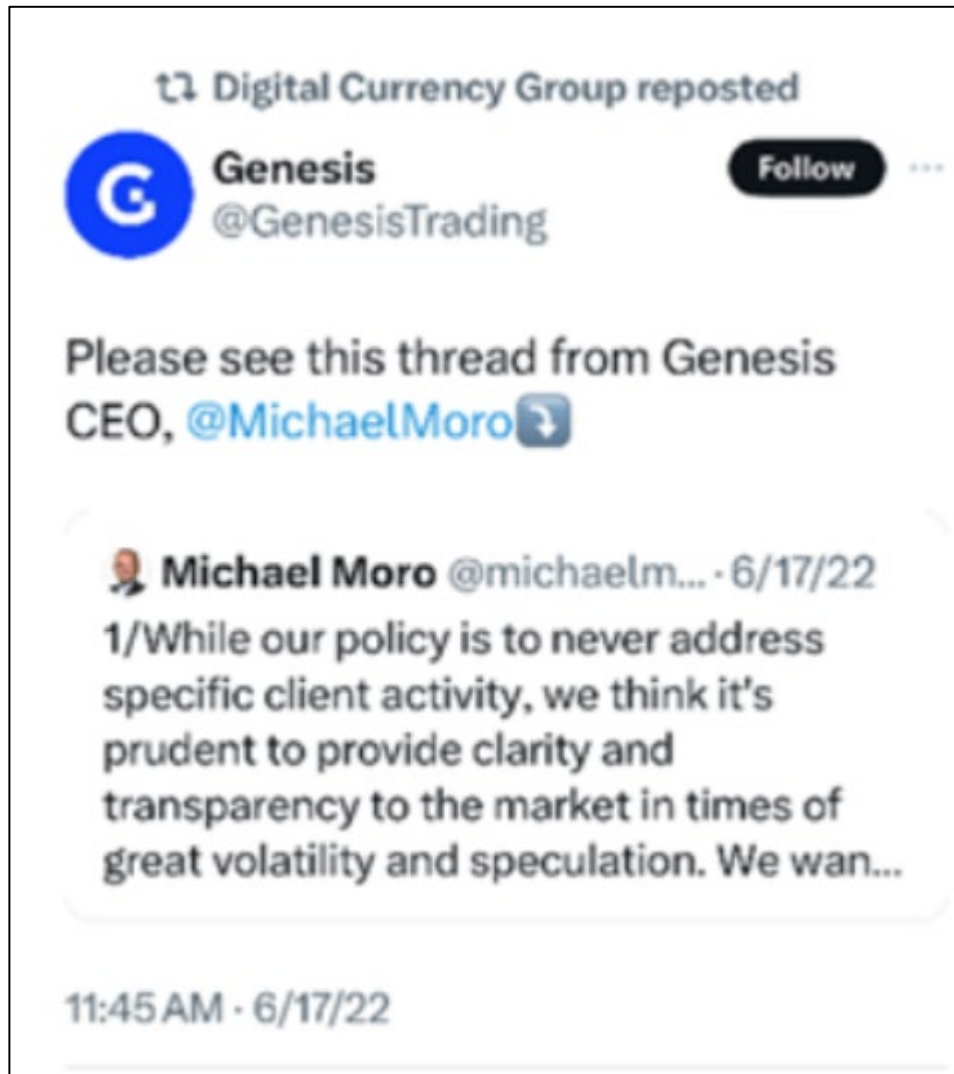 Digital Currency Group reposted
Genesis
Follow
@GenesisTrading
Please see this thread from Genesis
CEO, @MichaelMoro
Michael Moro @michaelm... · 6/17/22
1/While our policy is to never address
specific client activity, we think it's
prudent to provide clarity and
transparency to the market in times of
great volatility and speculation. We wan...
11:45 AM · 6/17/22